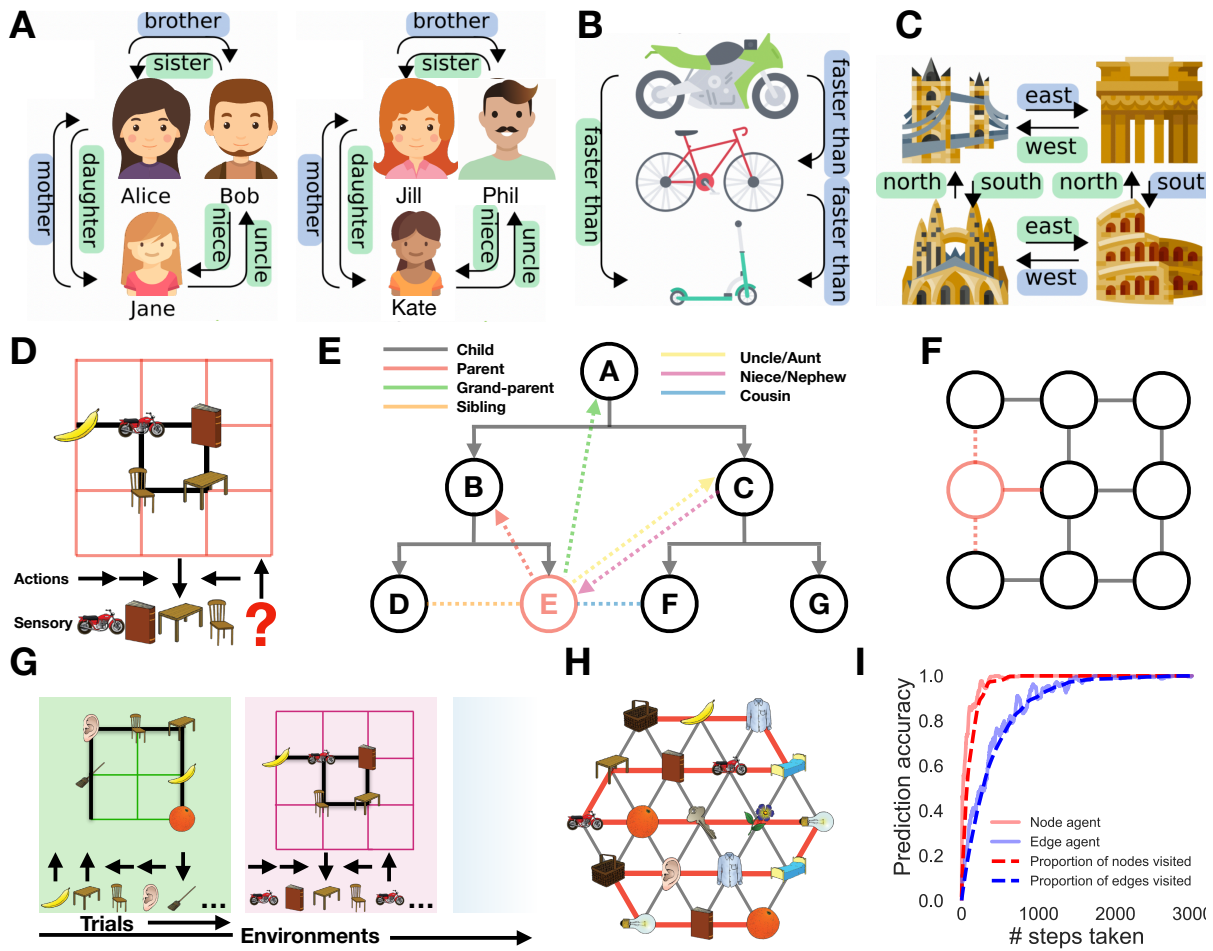 A
brother
sister
mother
daughter
Alice
Bob
niece
uncle
Jane
brother
sister
mother
daughter
Jill
Phil
niece
uncle
Kate
B
faster than
faster than
faster than
C
east
west
north
south
north
sout
east
west
D
Actions
Sensory
?
E
Child
Parent
Grand-parent
Sibling
Uncle/Aunt
Niece/Nephew
Cousin
A
B
C
D
E
F
G
F
G
...
...
Trials
Environments
H
I
Prediction accuracy
1.0
0.8
0.6
0.4
0.2
0.0
Node agent
Edge agent
Proportion of nodes visited
Proportion of edges visited
0
1000
2000
3000
# steps taken